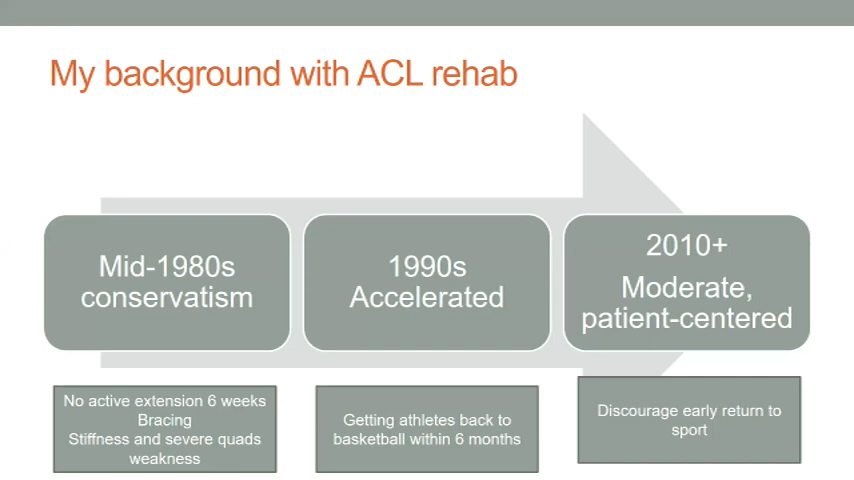 My background with ACL rehab
Mid-1980s
conservatism
1990s
Accelerated
2010+
Moderate,
patient-centered
No active extension 6 weeks
Bracing
Stiffness and severe quads
weakness
Getting athletes back to
basketball within 6 months
Discourage early return to
sport